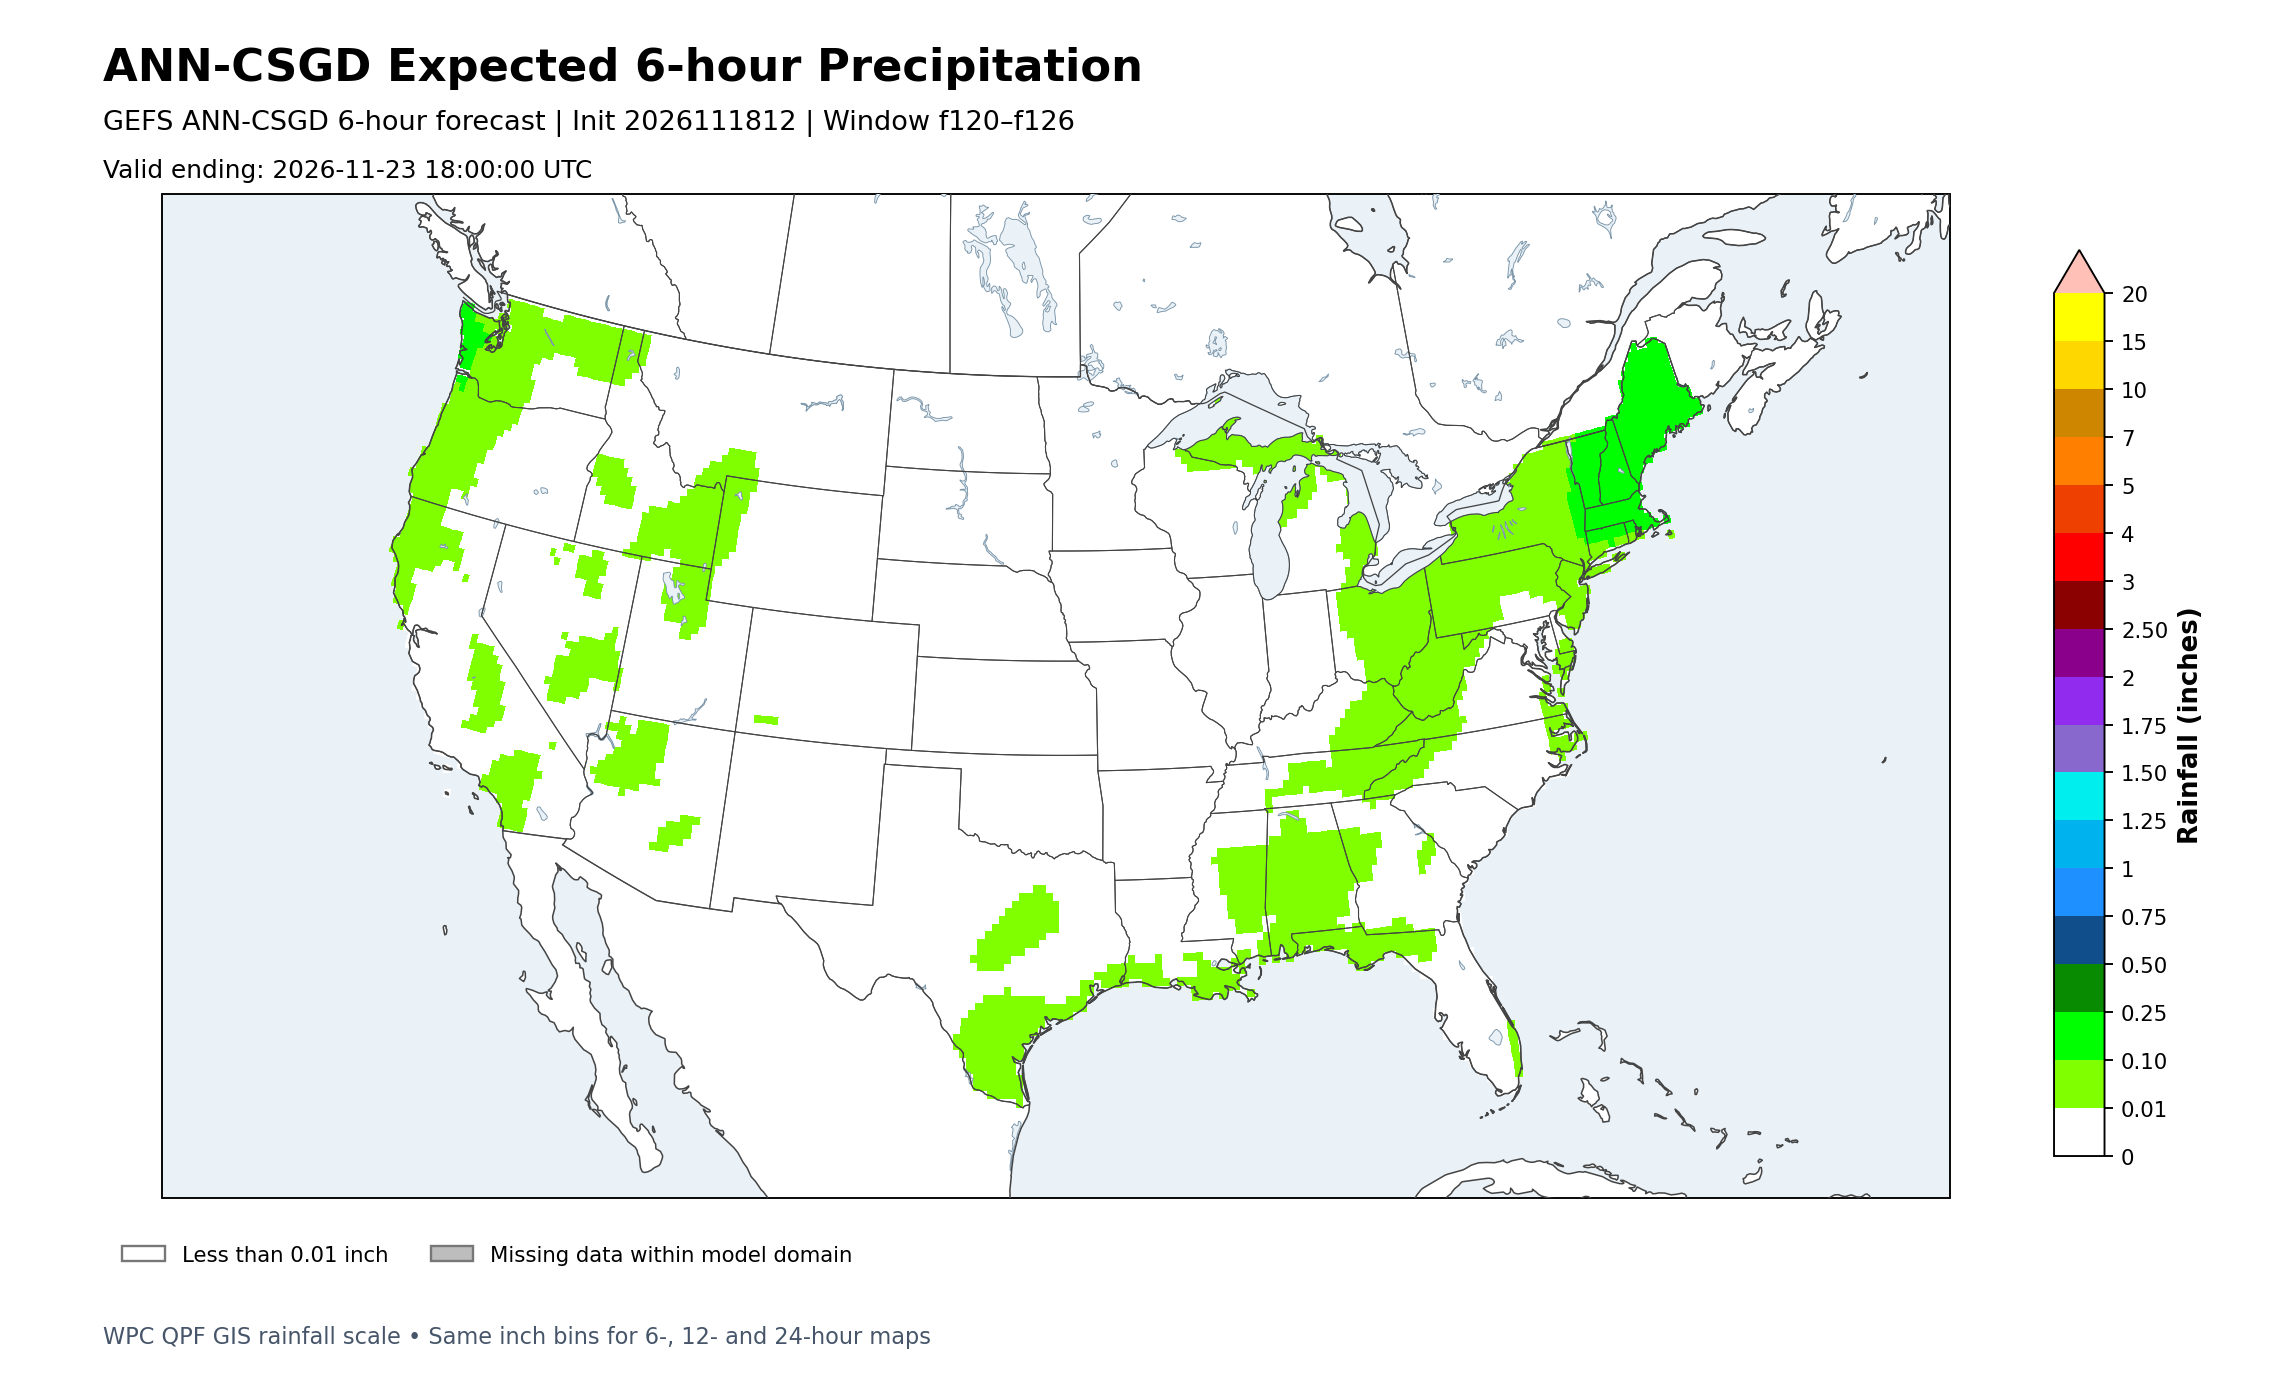 ANN-CSGD Expected 6-hour Precipitation
GEFS ANN-CSGD 6-hour forecast | Init 2026111812 | Window f120–f126
Valid ending: 2026-11-23 18:00:00 UTC
20
15
10
7
5
4
3
2.50
2
1.75
1.50
1.25
1
0.75
0.50
0.25
0.10
0.01
0
Rainfall (inches)
Less than 0.01 inch
Missing data within model domain
WPC QPF GIS rainfall scale • Same inch bins for 6-, 12- and 24-hour maps